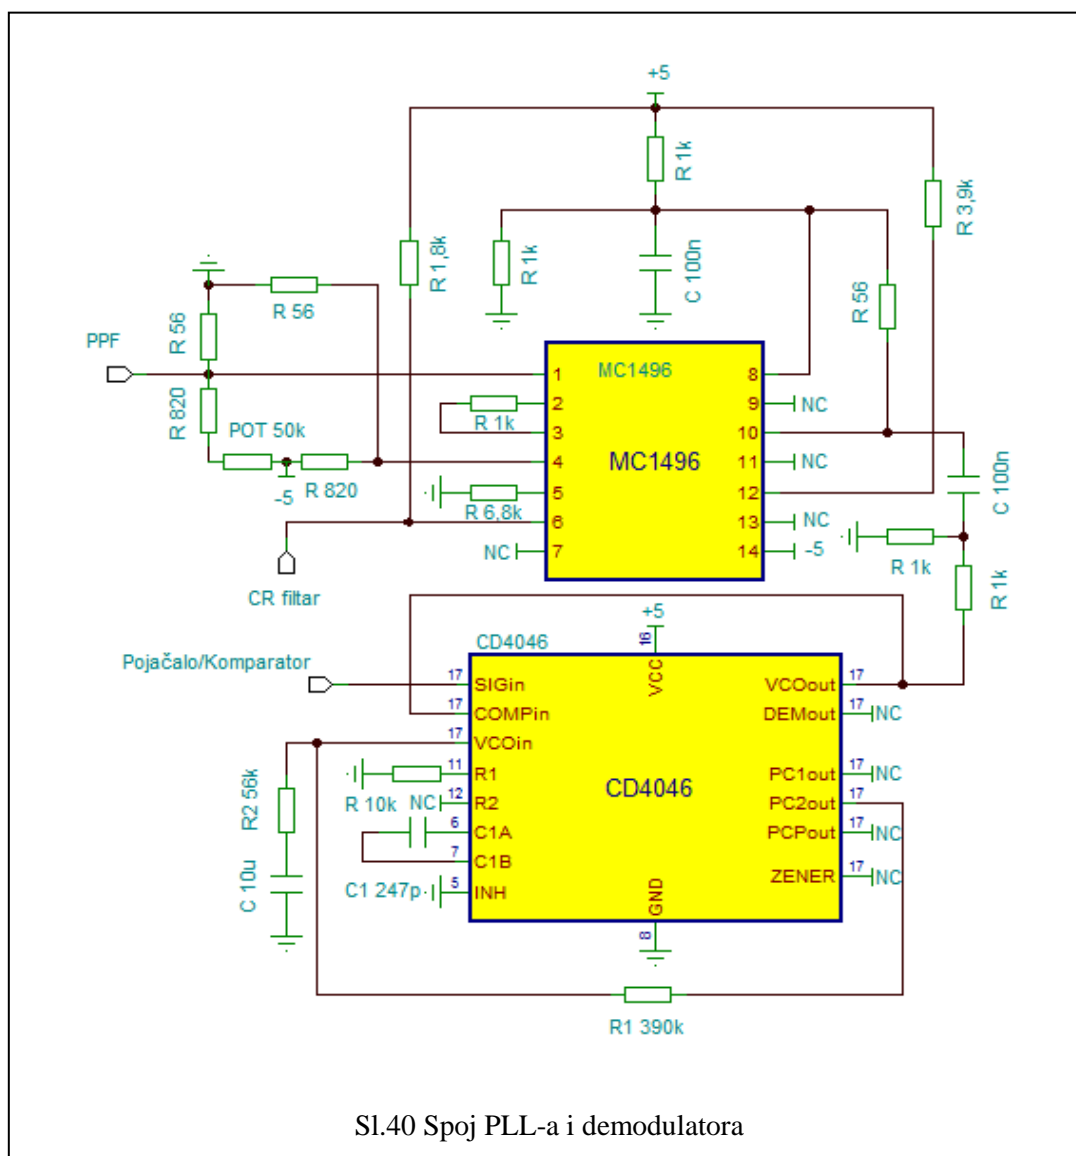 +5
R 1k
R 3,9k
R 1,8k
R 1k
C 100n
R 56
R 56
R 56
PPF
R 820
POT 50k
-5
R 820
MC1496
MC1496
1
2
3
4
5
6
7
8
9
10
11
12
13
14
R 1k
R 6,8k
NC
NC
NC
NC
-5
C 100n
R 1k
R 1k
CR filtar
+5
CD4046
16
VCC
Pojačalo/Komparator
17 SIGin
17 COMPin
17 VCOin
11 R1
12 R2
6 C1A
7 C1B
5 INH
CD4046
VCOout 17
DEMout 17 NC
PC1out 17 NC
PC2out 17
PCPout 17 NC
ZENER 17 NC
GND
8
R 10k
NC
C1 247p
R2 56k
C 10u
R1 390k
Sl.40 Spoj PLL-a i demodulatora